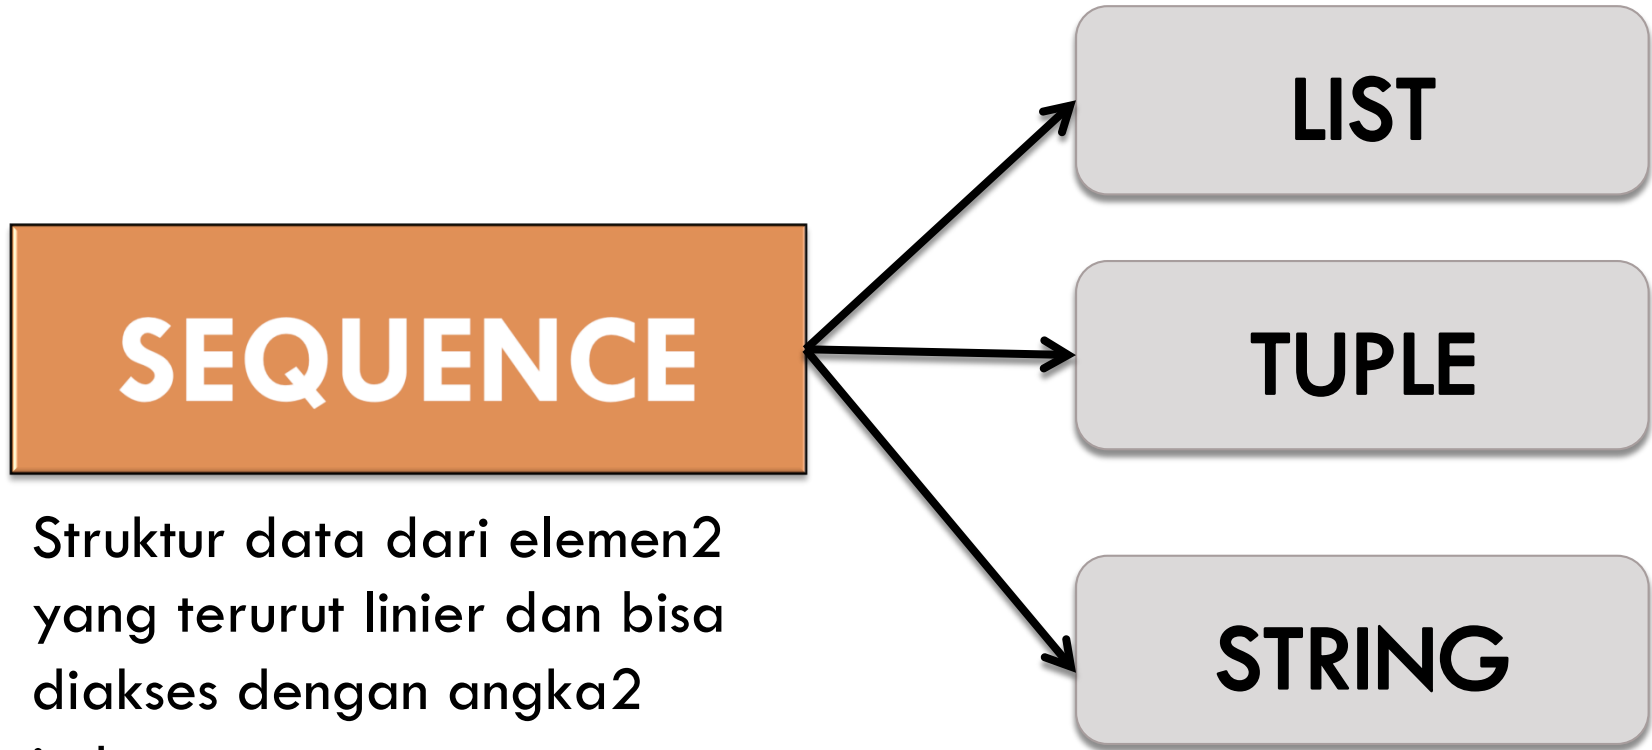 LIST
SEQUENCE
TUPLE
Struktur data dari elemen2
yang terurut linier dan bisa
diakses dengan angka2
STRING